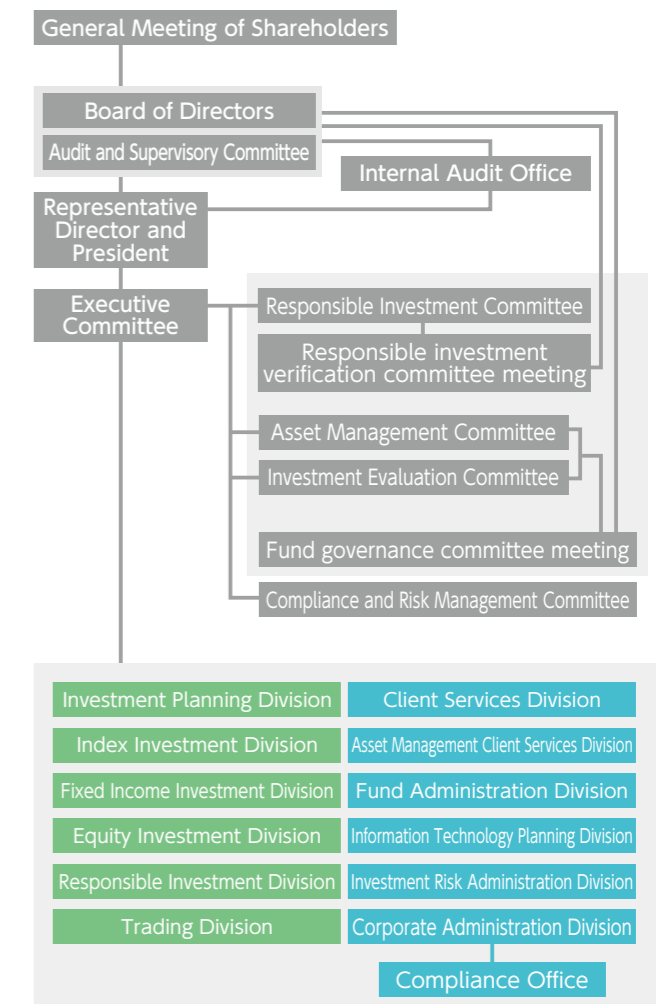 General Meeting of Shareholders
Board of Directors
Audit and Supervisory Committee
Internal Audit Office
Representative
Director and
President
Executive
Committee
Responsible Investment Committee
Responsible investment
verification committee meeting
Asset Management Committee
Investment Evaluation Committee
Fund governance committee meeting
Compliance and Risk Management Committee
Investment Planning Division
Client Services Division
Index Investment Division
Asset Management Client Services Division
Fixed Income Investment Division
Fund Administration Division
Equity Investment Division
Information Technology Planning Division
Responsible Investment Division
Investment Risk Administration Division
Trading Division
Corporate Administration Division
Compliance Office